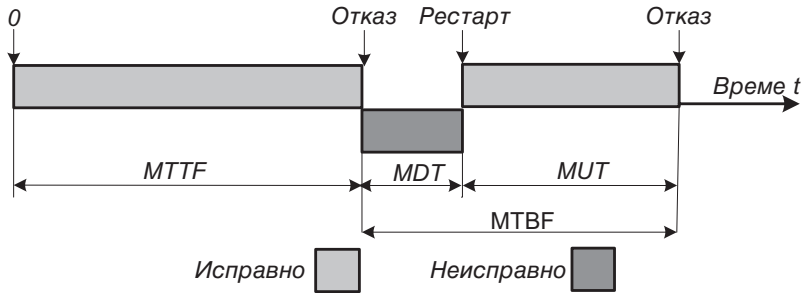 0 Отказ Рестарт Отказ
Време t
MTTF MDT MUT
MTBF
Исправно Неисправно